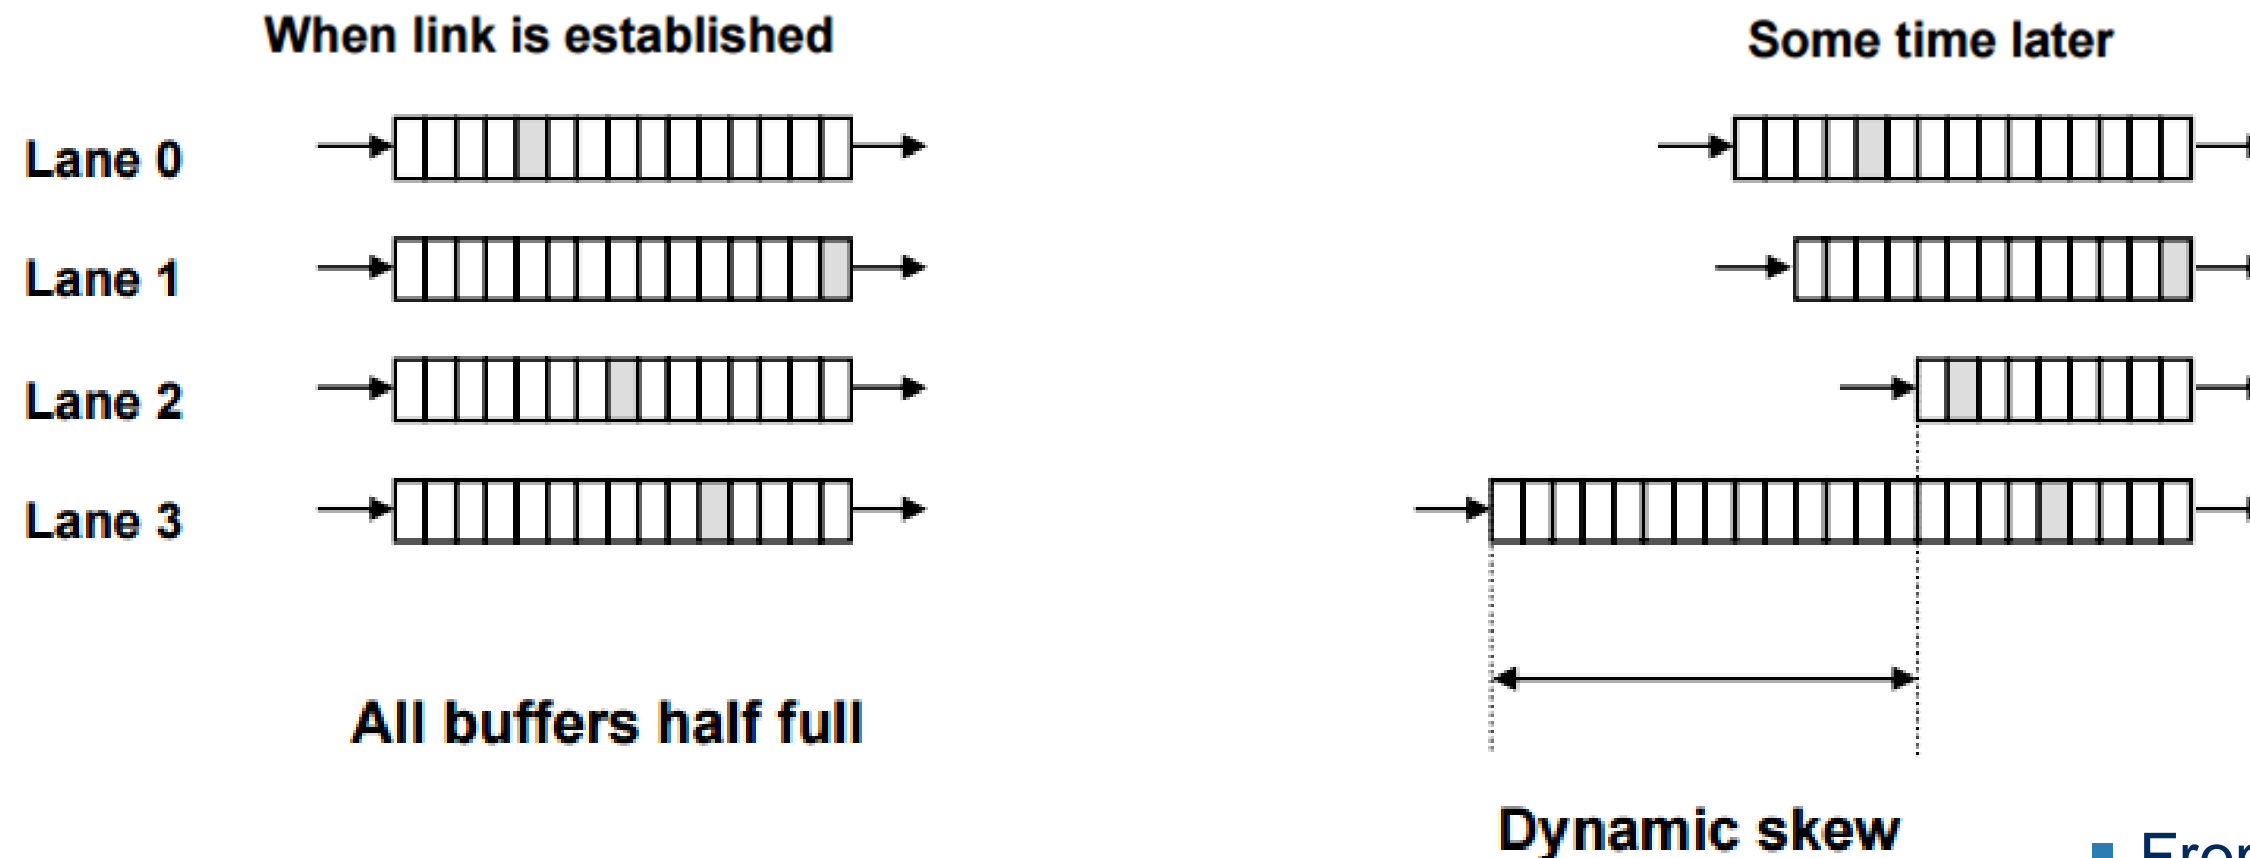 When link is established
Some time later
Lane 0
Lane 1
Lane 2
Lane 3
All buffers half full
Dynamic skew